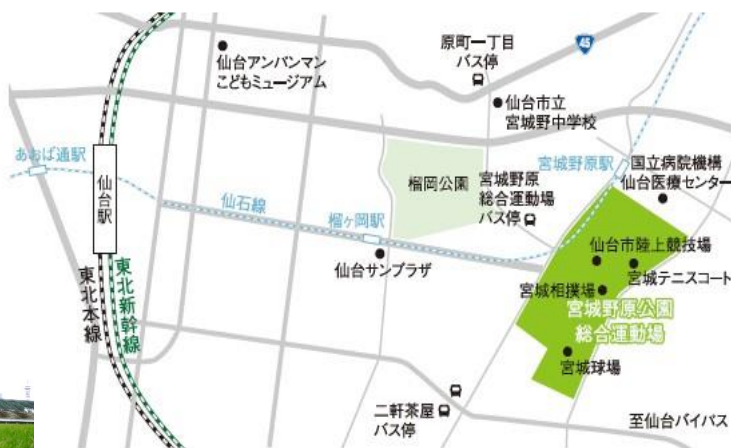 原町一丁目
バス停
45
仙台アンパンマン
こどもミュージアム
仙台市立
宮城野中学校
あおば通駅
仙台駅
宮城野原駅
国立病院機構
仙台医療センター
榴岡公園
宮城野原
総合運動場
バス停
仙石線
榴ヶ岡駅
仙台サンプラザ
仙台市陸上競技場
宮城テニスコート
宮城相撲場
宮城野原公園
総合運動場
東北本線
東北新幹線
宮城球場
二軒茶屋
バス停
至仙台バイパス